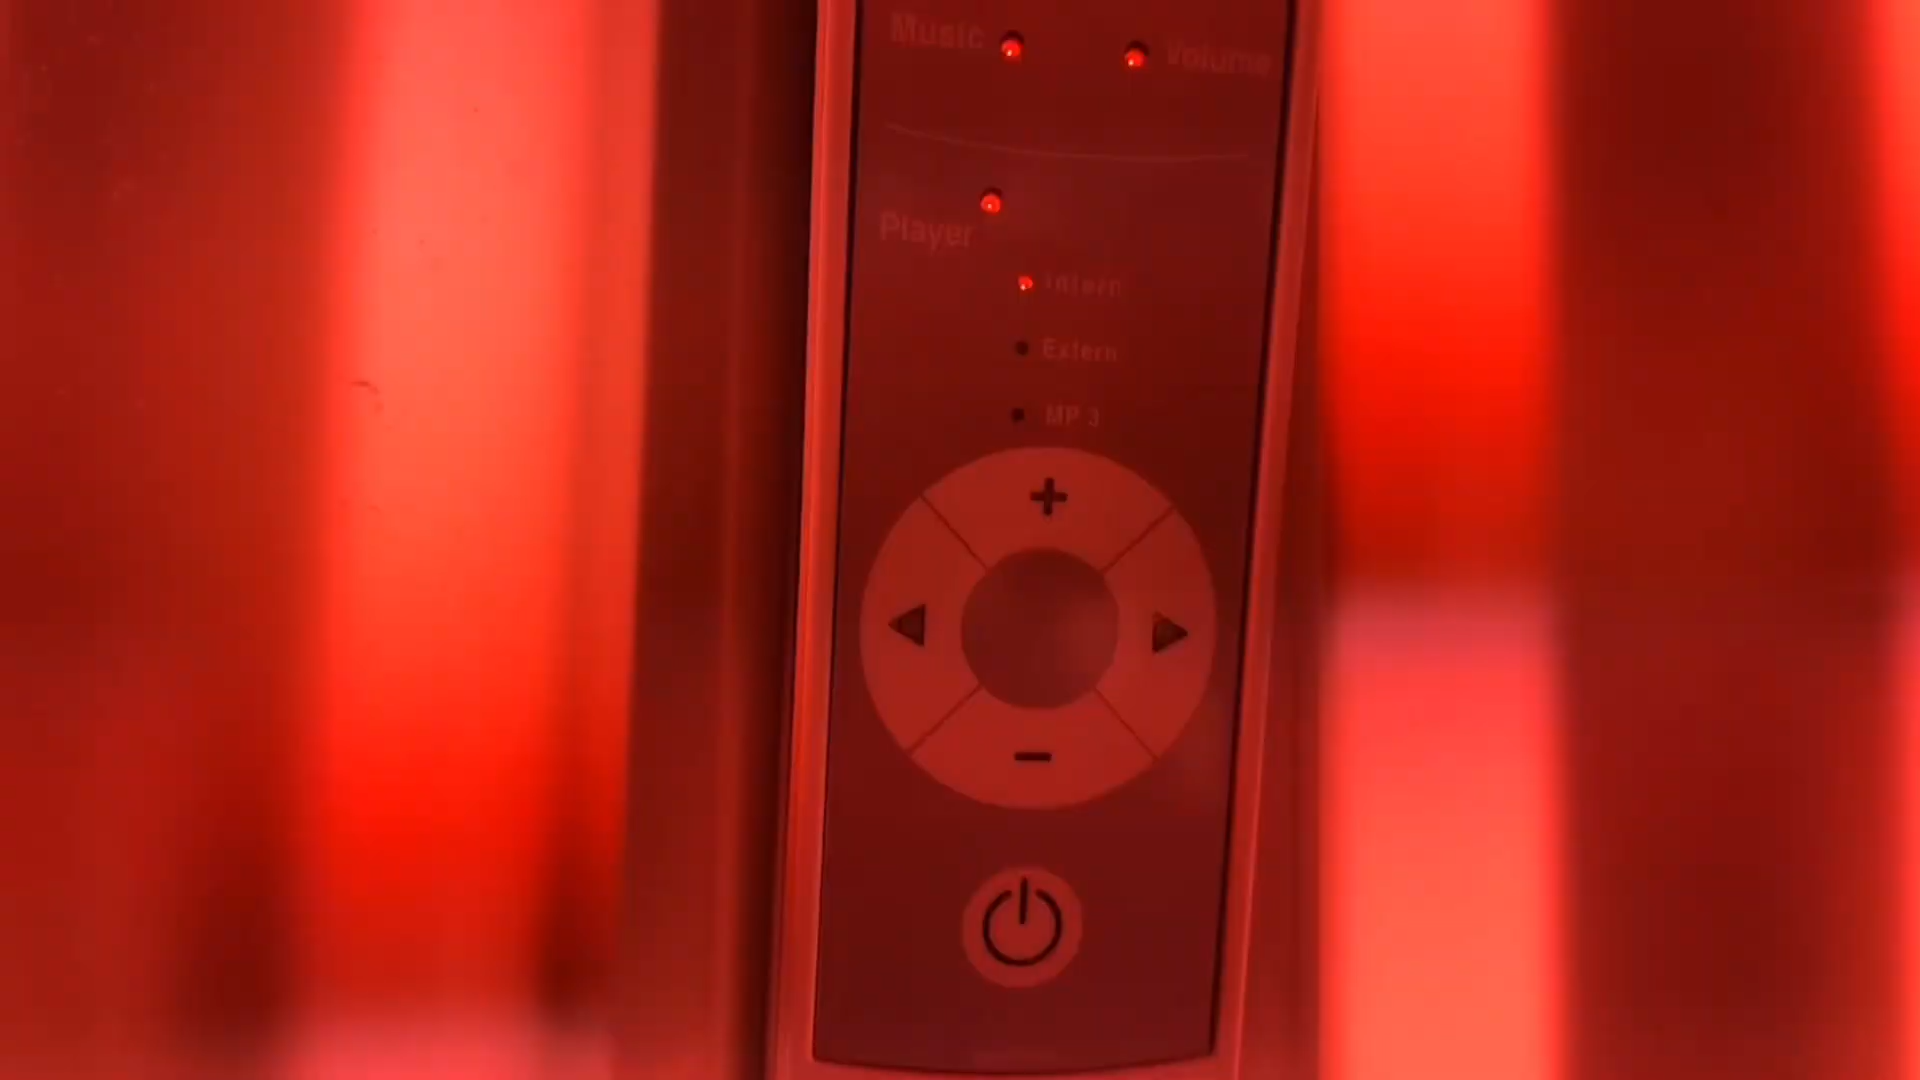 Music
Volume
Player
Intern
Extern
MP 3
+
−